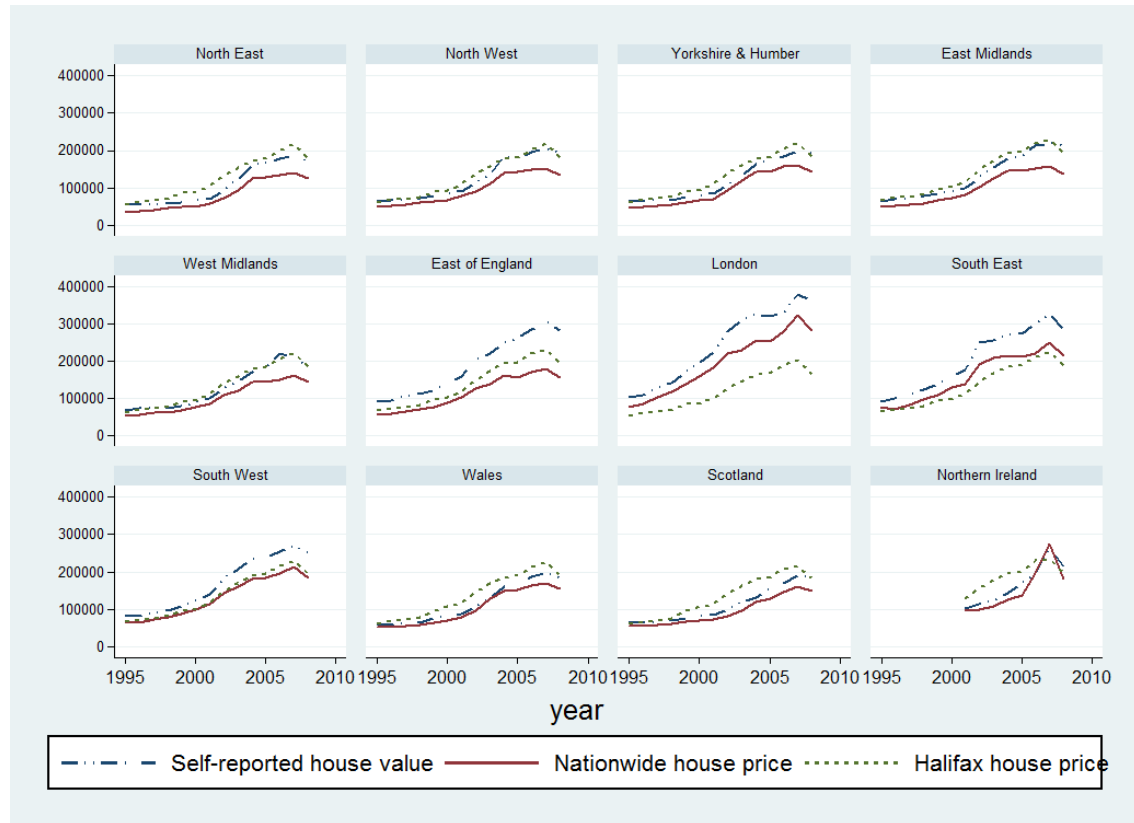 North East North West Yorkshire & Humber East Midlands
400000
300000
200000
100000
0
West Midlands East of England London South East
400000
300000
200000
100000
0
South West Wales Scotland Northern Ireland
400000
300000
200000
100000
0
1995 2000 2005 2010 1995 2000 2005 2010 1995 2000 2005 2010 1995 2000 2005 2010
year
Self-reported house value Nationwide house price Halifax house price